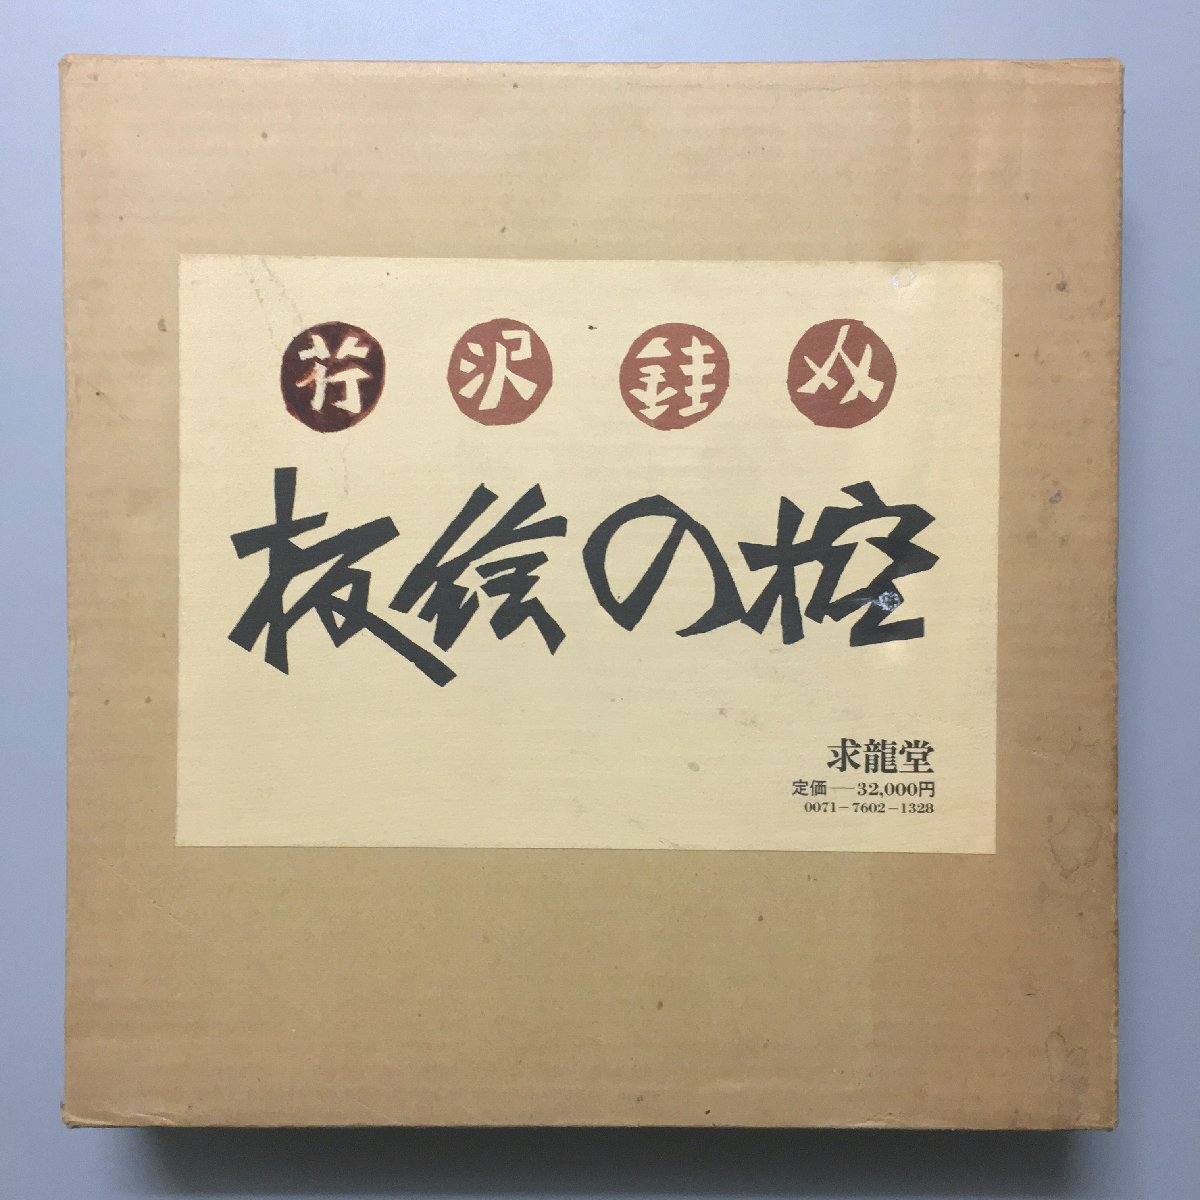 芹沢銈介
板絵の控
求龍堂
定価―32,000円
0071-7602-1328